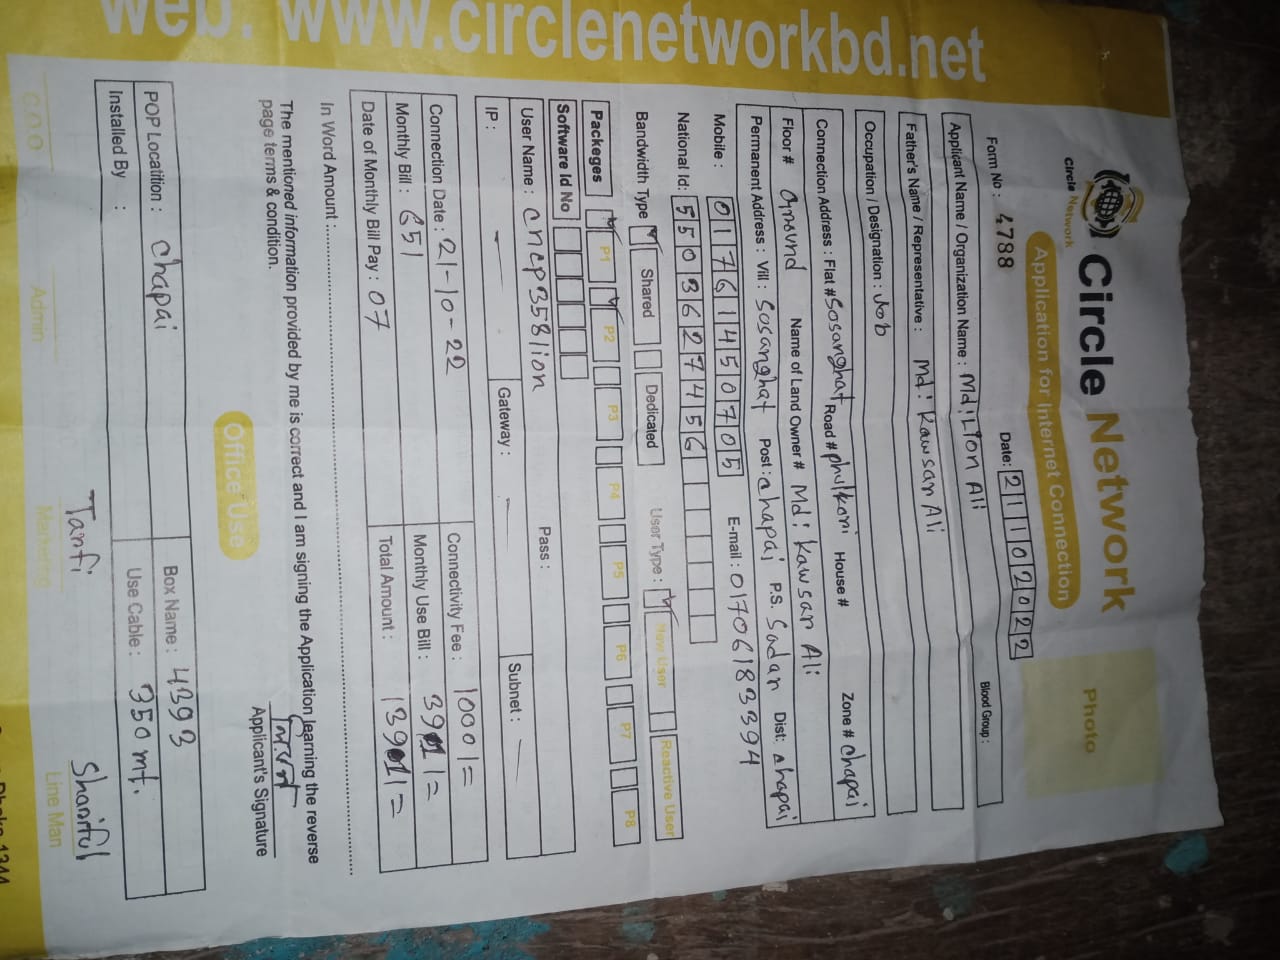 Circle Network
circle Network
Application for Internet Connection
Photo
Form No : 4788
Date: 21102022
Blood Group :
Applicant Name / Organization Name : Md: Lion Ali
Father's Name / Representative : Md: Kawsar Ali
Occupation / Designation : Job
Connection Address : Flat # Sosanghat Road # phulkori House # Zone # chapai
Floor # Ground Name of Land Owner # Md: Kawsar Ali
Permanent Address : Vill : Sosanghat Post : chapai P.S. Sadar Dist: chapai
Mobile : 01761450705 E-mail : 01706183394
National Id: 5503627456
Bandwidth Type Shared Dedicated User Type : New User Reactive User
Packeges P1 P2 P3 P4 P5 P6 P7 P8
Software Id No
User Name : cncp358lion Pass :
IP : Gateway : Subnet :
Connection Date : 21-10-22 Connectivity Fee : 1000/=
Monthly Bill : 651 Monthly Use Bill :
Date of Monthly Bill Pay : 07 Total Amount :
In Word Amount :
The mentioned information provided by me is correct and I am signing the Application learning the reverse
page terms & condition.
Applicant's Signature
Office Use
POP Locatition : chapai Box Name : 4393
Installed By : Use Cable : 350 mt.
Tanfi Shoriful
C.O.O Admin Marketing Line Man
web: www.circlenetworkbd.net